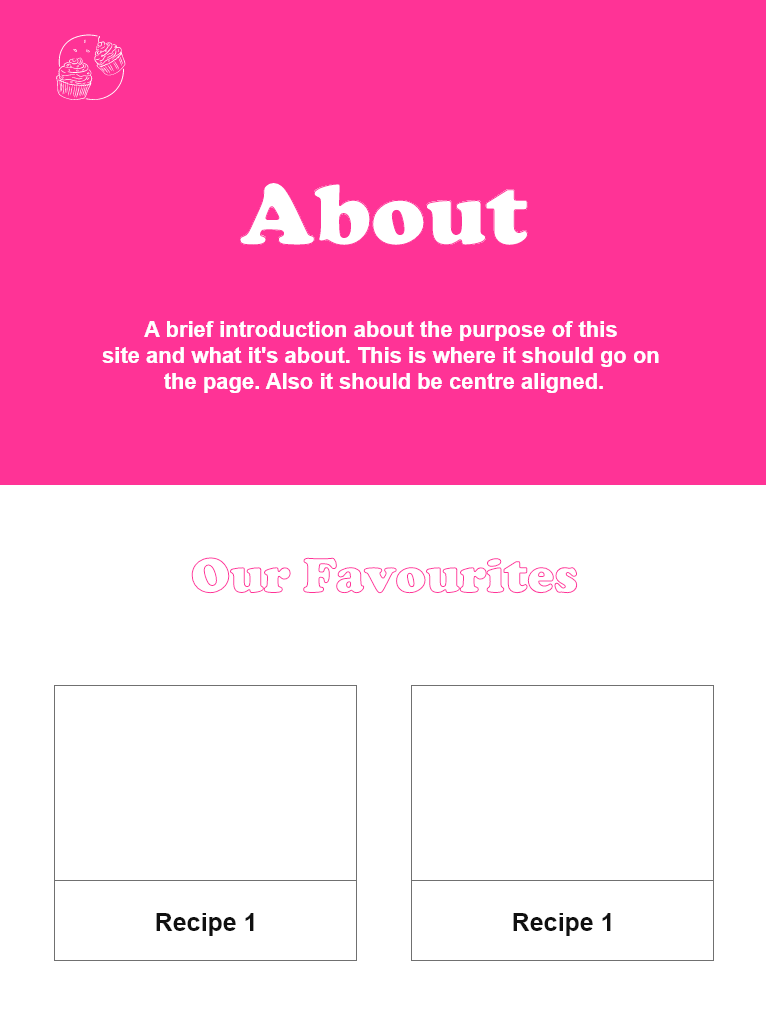 About
A brief introduction about the purpose of this
site and what it's about. This is where it should go on
the page. Also it should be centre aligned.
Our Favourites
Recipe 1
Recipe 1